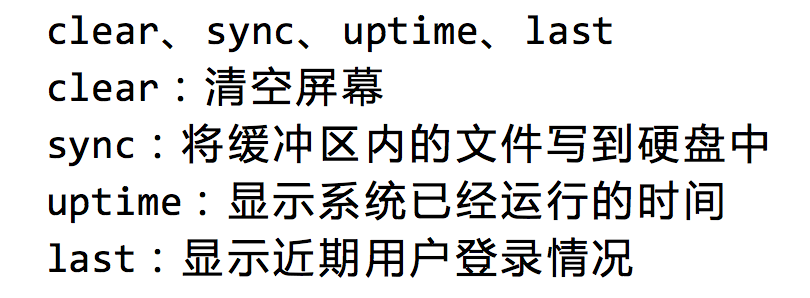 clear、sync、uptime、last
clear：清空屏幕
sync：将缓冲区内的文件写到硬盘中
uptime：显示系统已经运行的时间
last：显示近期用户登录情况